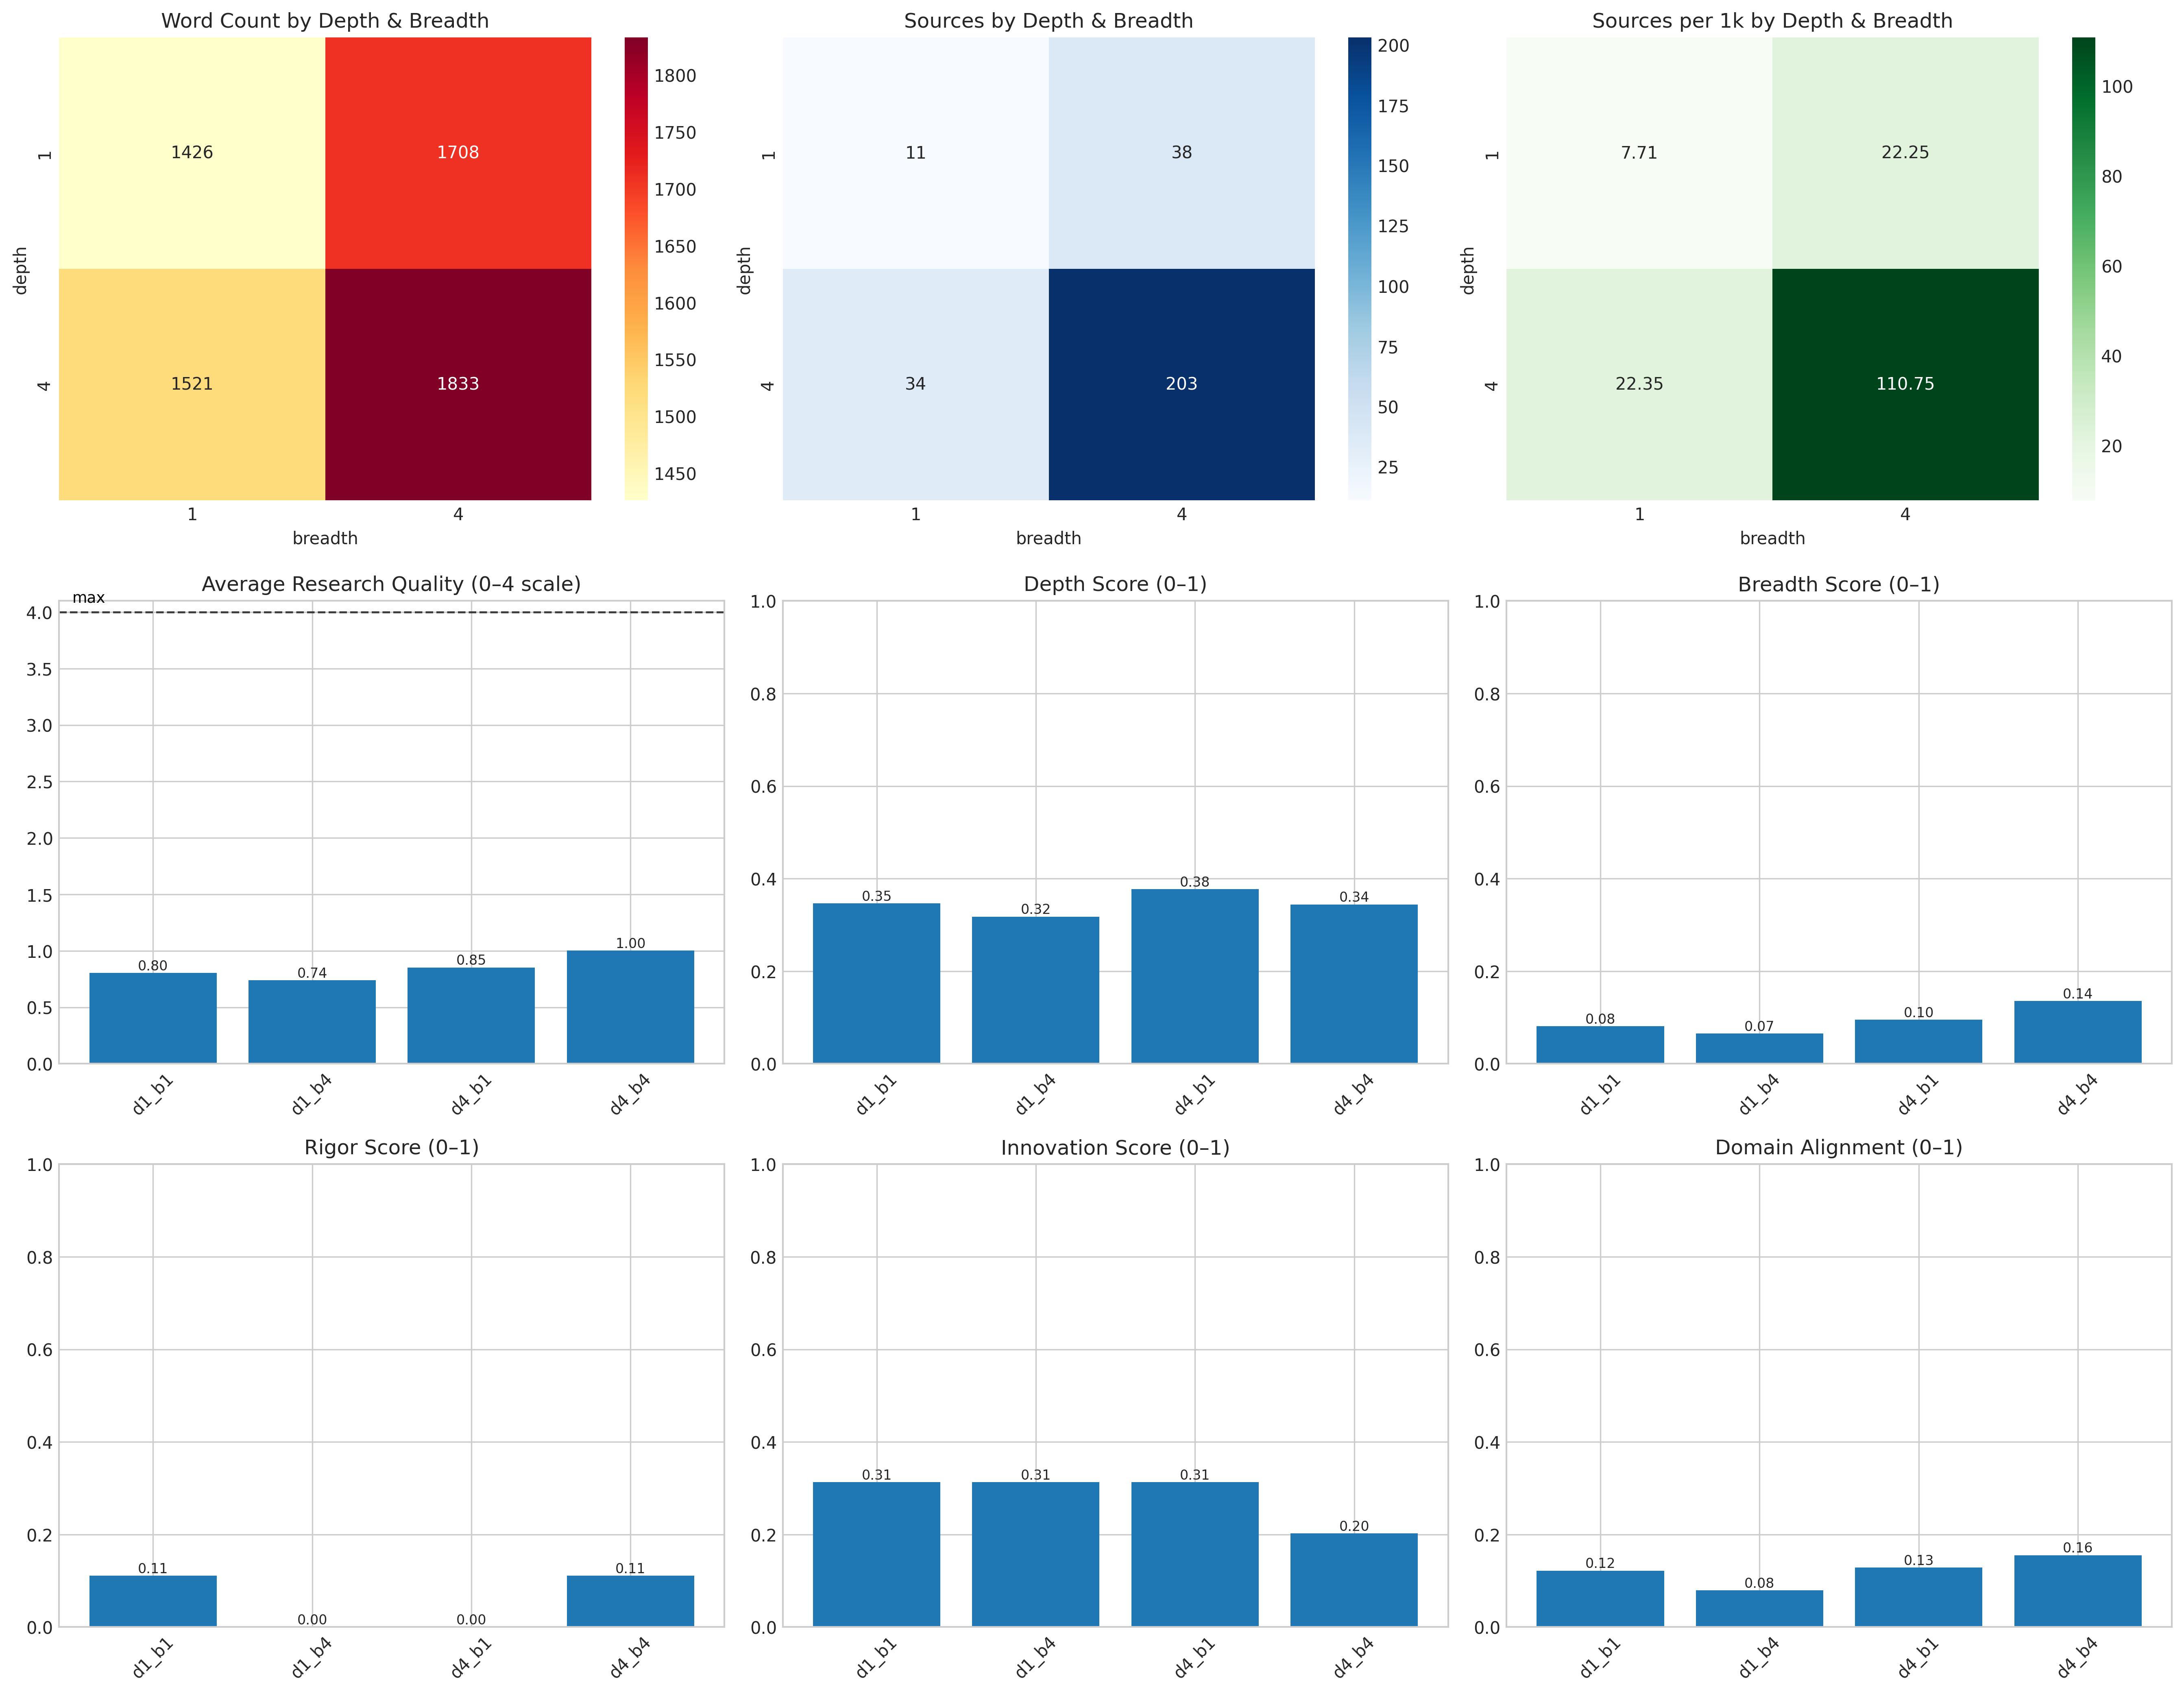 Word Count by Depth & Breadth
1426
1708
1521
1833
1
4
depth
1
4
breadth
1800
1750
1700
1650
1600
1550
1500
1450
Sources by Depth & Breadth
11
38
34
203
1
4
depth
1
4
breadth
200
175
150
125
100
75
50
25
Sources per 1k by Depth & Breadth
7.71
22.25
22.35
110.75
1
4
depth
1
4
breadth
100
80
60
40
20
Average Research Quality (0–4 scale)
max
4.0
3.5
3.0
2.5
2.0
1.5
1.0
0.5
0.0
0.80
0.74
0.85
1.00
d1_b1
d1_b4
d4_b1
d4_b4
Depth Score (0–1)
1.0
0.8
0.6
0.4
0.2
0.0
0.35
0.32
0.38
0.34
d1_b1
d1_b4
d4_b1
d4_b4
Breadth Score (0–1)
1.0
0.8
0.6
0.4
0.2
0.0
0.08
0.07
0.10
0.14
d1_b1
d1_b4
d4_b1
d4_b4
Rigor Score (0–1)
1.0
0.8
0.6
0.4
0.2
0.0
0.11
0.00
0.00
0.11
d1_b1
d1_b4
d4_b1
d4_b4
Innovation Score (0–1)
1.0
0.8
0.6
0.4
0.2
0.0
0.31
0.31
0.31
0.20
d1_b1
d1_b4
d4_b1
d4_b4
Domain Alignment (0–1)
1.0
0.8
0.6
0.4
0.2
0.0
0.12
0.08
0.13
0.16
d1_b1
d1_b4
d4_b1
d4_b4